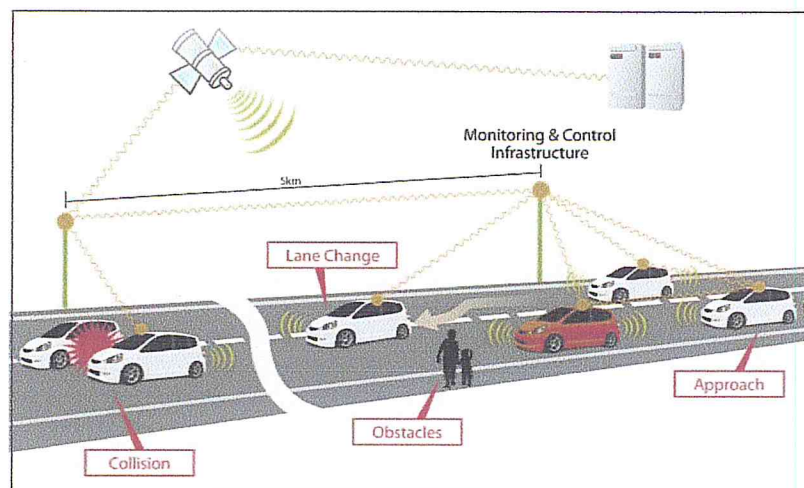 Monitoring & Control
Infrastructure
5km
Lane Change
Approach
Obstacles
Collision